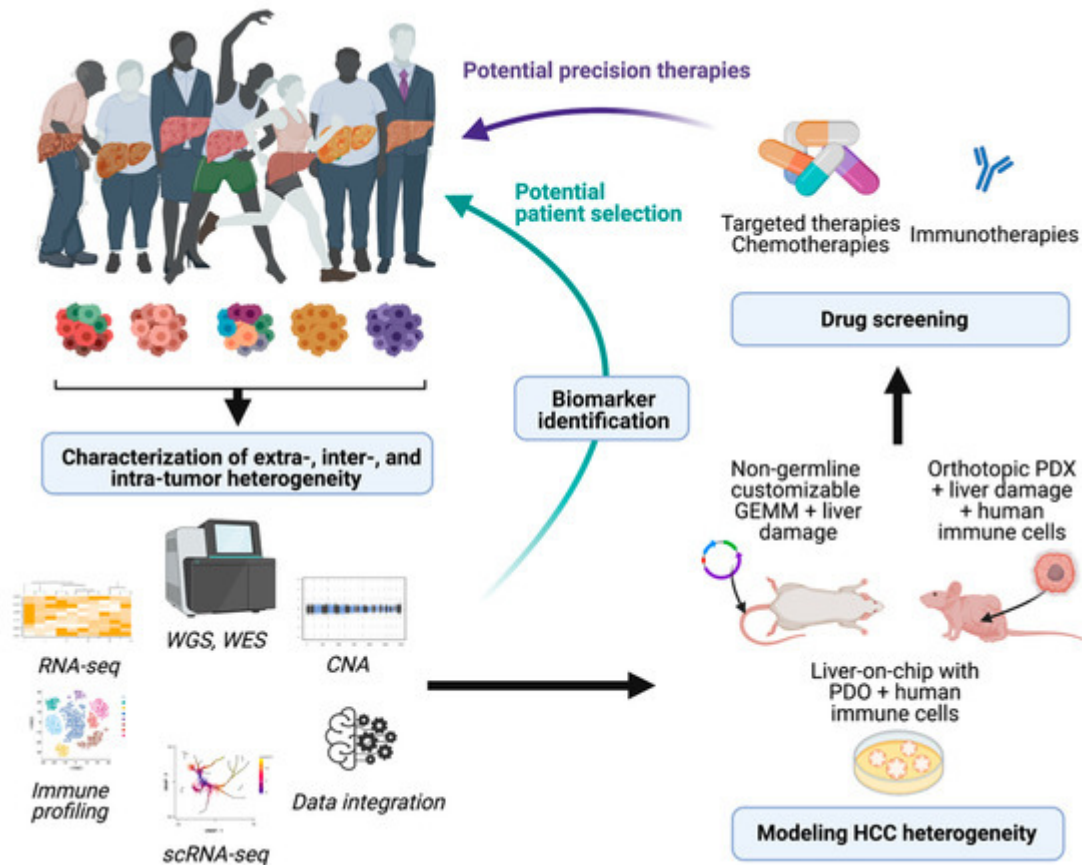 Potential precision therapies
Potential
patient selection
Targeted therapies
Chemotherapies
Immunotherapies
Drug screening
Biomarker
identification
Characterization of extra-, inter-, and
intra-tumor heterogeneity
WGS, WES
RNA-seq
CNA
Immune
profiling
scRNA-seq
Data integration
Non-germline
customizable
GEMM + liver
damage
Orthotopic PDX
+ liver damage
+ human
immune cells
Liver-on-chip with
PDO + human
immune cells
Modeling HCC heterogeneity